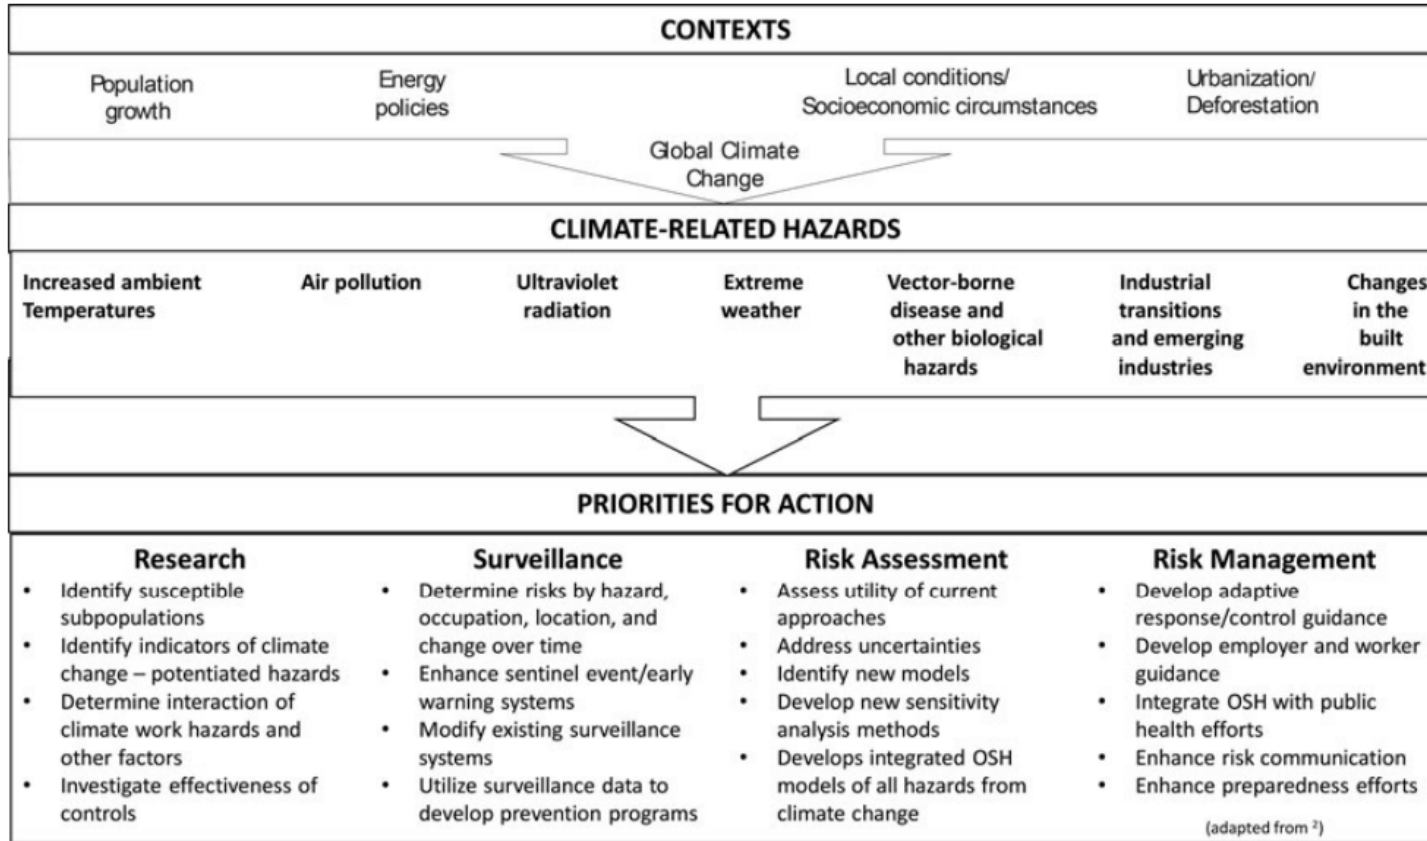 CONTEXTS
Population
growth
Energy
policies
Local conditions/
Socioeconomic circumstances
Urbanization/
Deforestation
Global Climate
Change
CLIMATE-RELATED HAZARDS
Increased ambient
Temperatures
Air pollution
Ultraviolet
radiation
Extreme
weather
Vector-borne
disease and
other biological
hazards
Industrial
transitions
and emerging
industries
Changes
in the
built
environment
PRIORITIES FOR ACTION
Research
• Identify susceptible
subpopulations
• Identify indicators of climate
change – potentiated hazards
• Determine interaction of
climate work hazards and
other factors
• Investigate effectiveness of
controls
Surveillance
• Determine risks by hazard,
occupation, location, and
change over time
• Enhance sentinel event/early
warning systems
• Modify existing surveillance
systems
• Utilize surveillance data to
develop prevention programs
Risk Assessment
• Assess utility of current
approaches
• Address uncertainties
• Identify new models
• Develop new sensitivity
analysis methods
• Develops integrated OSH
models of all hazards from
climate change
Risk Management
• Develop adaptive
response/control guidance
• Develop employer and worker
guidance
• Integrate OSH with public
health efforts
• Enhance risk communication
• Enhance preparedness efforts
(adapted from ²)